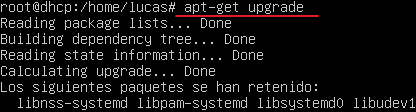 root@dhcp:/home/lucas# apt-get upgrade
Reading package lists... Done
Building dependency tree... Done
Reading state information... Done
Calculating upgrade... Done
Los siguientes paquetes se han retenido:
libnss-systemd libpam-systemd libsystemd0 libudev1